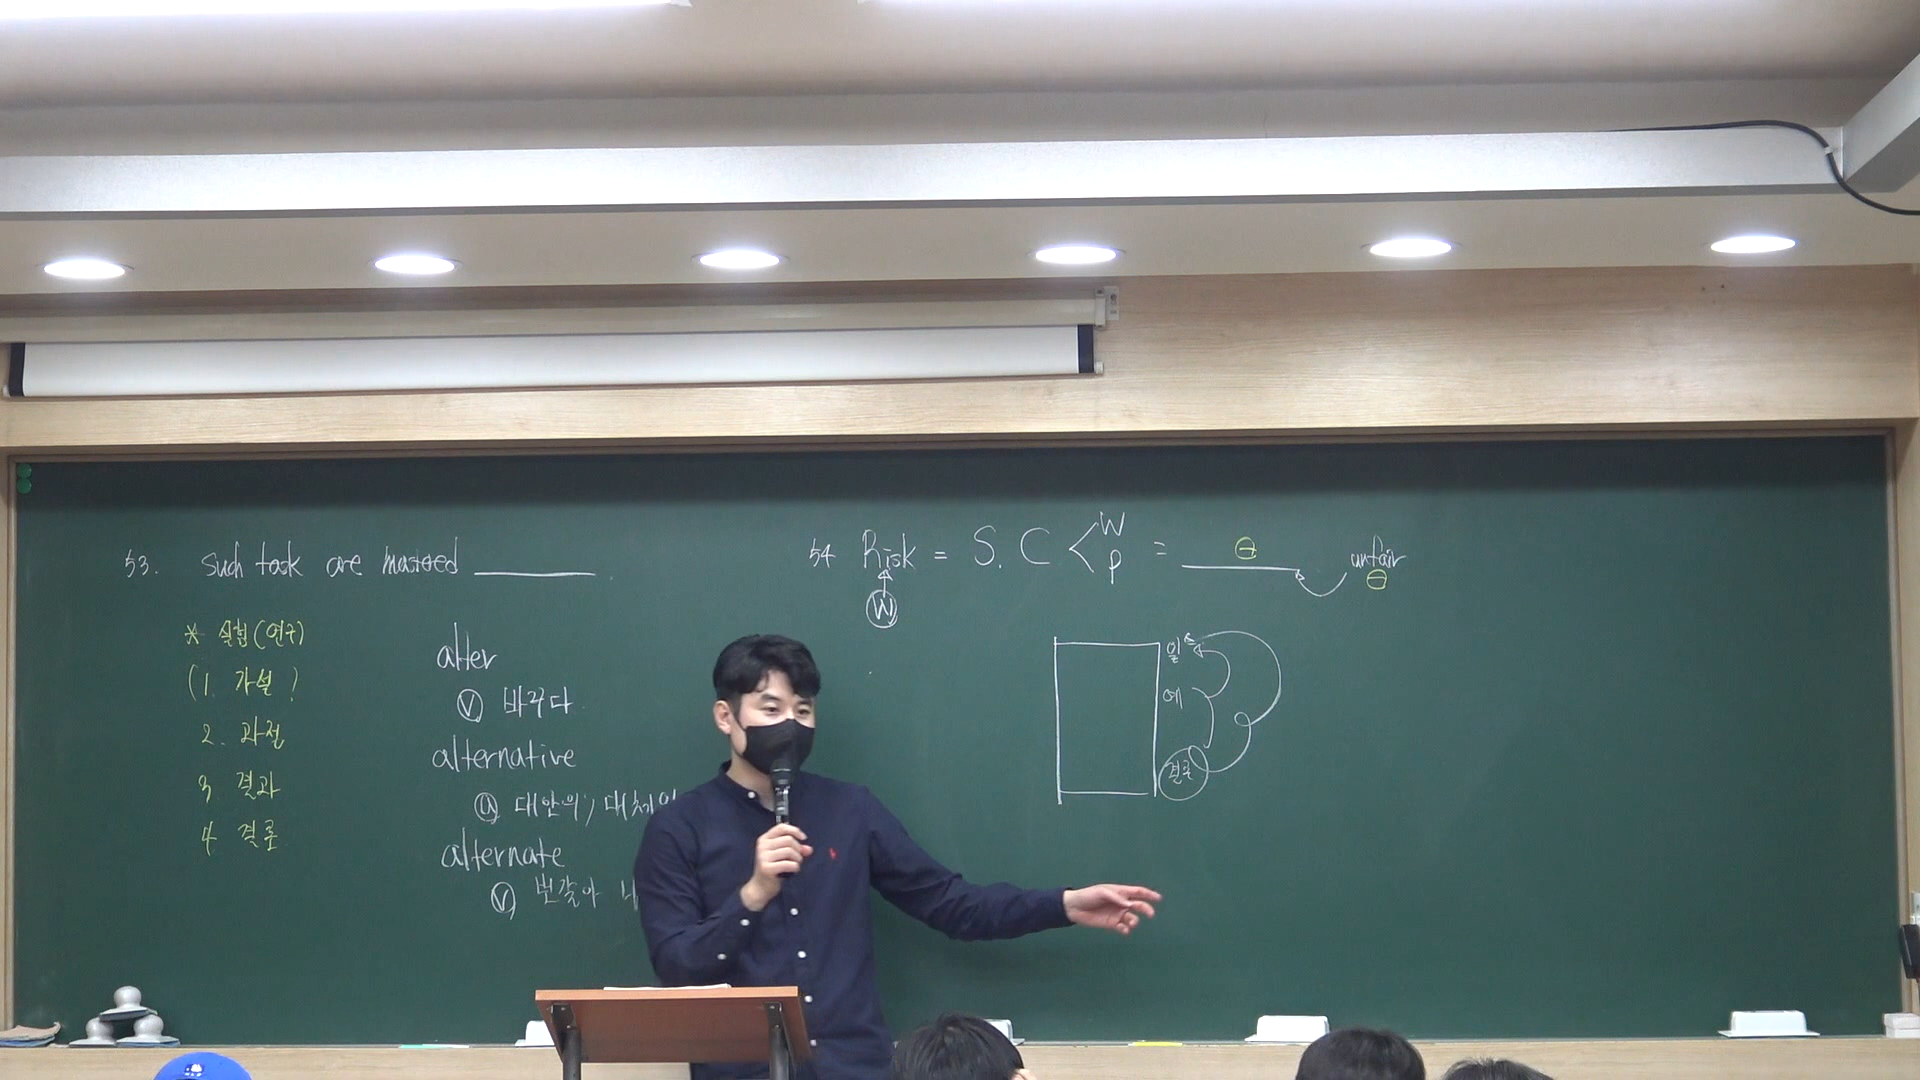 53. Such task are mastered ______.
* 실험(연구)
(1. 가설)
2. 과정
3 결과
4 결론
alter
ⓥ 바꾸다
alternative
ⓐ 대안의, 대체
alternate
ⓥ 번갈아
54 Risk = S. C < W P = ⊖ unfair ⊖
Ⓦ
일
예
결국